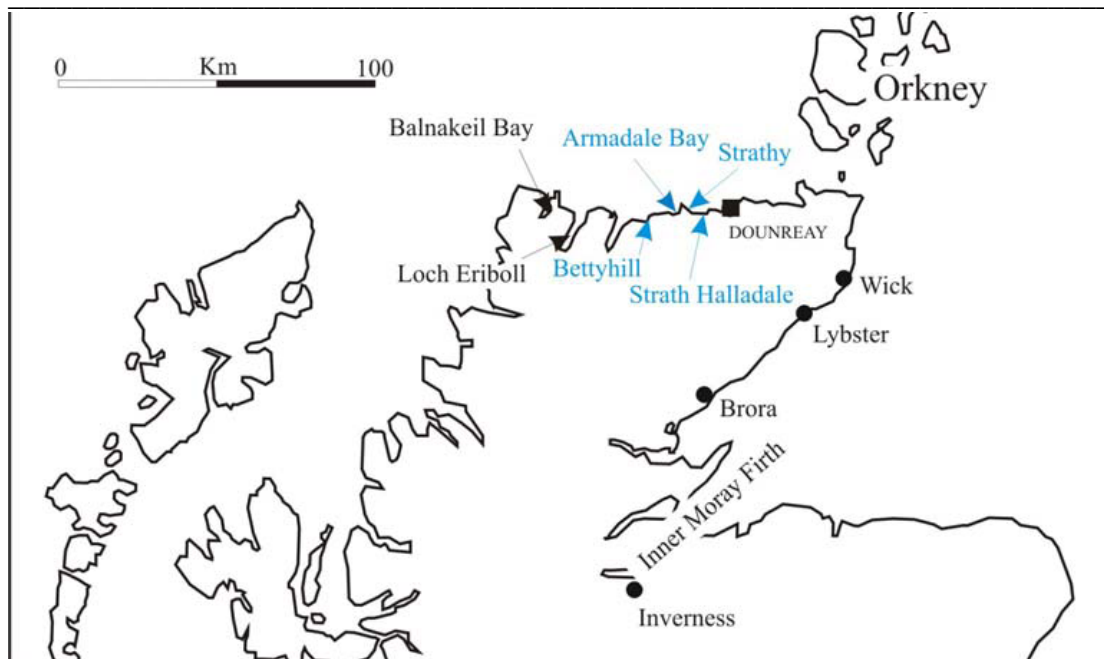 0 Km 100
Orkney
Balnakeil Bay
Armadale Bay
Strathy
DOUNREAY
Loch Eriboll
Bettyhill
Strath Halladale
Wick
Lybster
Brora
Inner Moray Firth
Inverness